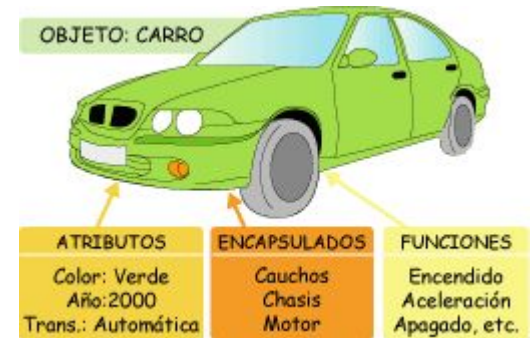 OBJETO: CARRO
ATRIBUTOS
Color: Verde
Año:2000
Trans.: Automática
ENCAPSULADOS
Cauchos
Chasis
Motor
FUNCIONES
Encendido
Aceleración
Apagado, etc.